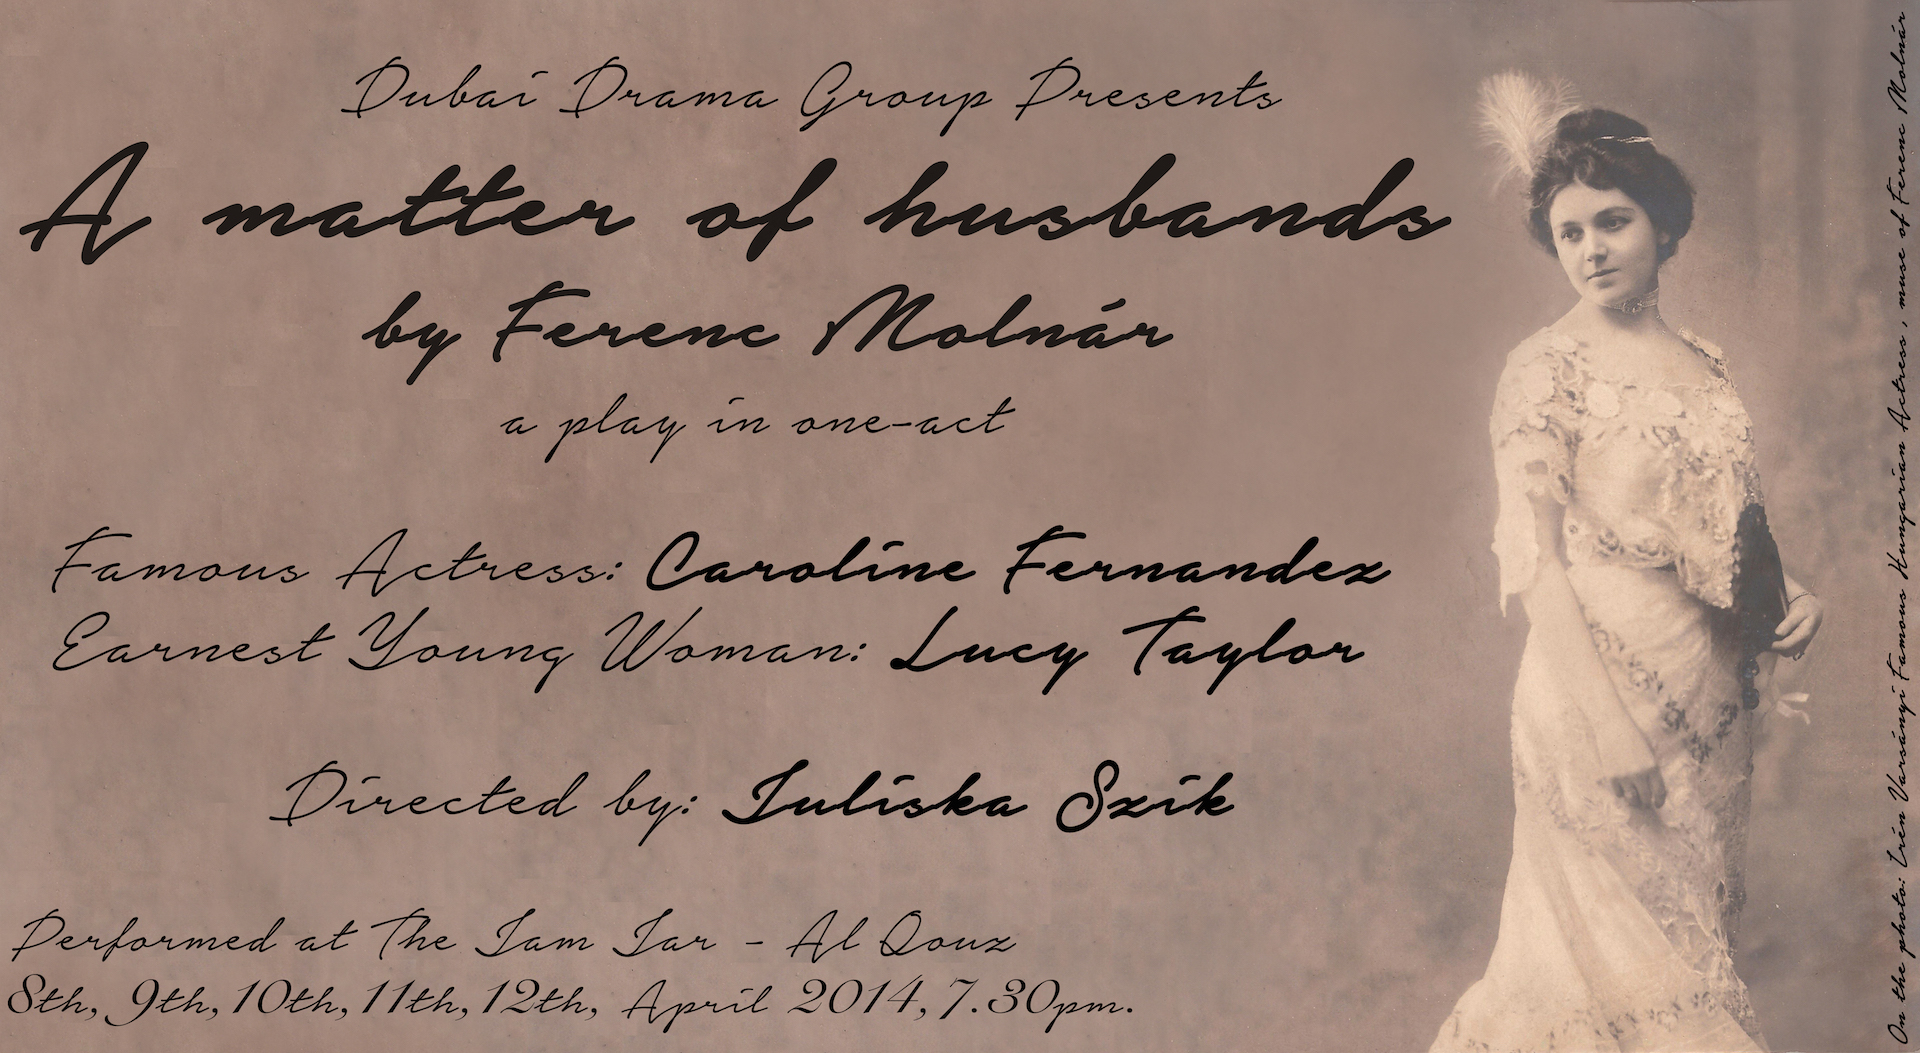 Dubai Drama Group Presents
A matter of husbands
by Ferenc Molnár
a play in one-act
Famous Actress: Caroline Fernandez
Earnest Young Woman: Lucy Taylor
Directed by: Juliska Szik
Performed at The Jam Jar - Al Qouz
8th, 9th, 10th, 11th, 12th, April 2014, 7.30pm.
On the photo: Irén Varsányi Famous Hungarian Actress, muse of Ferenc Molnár